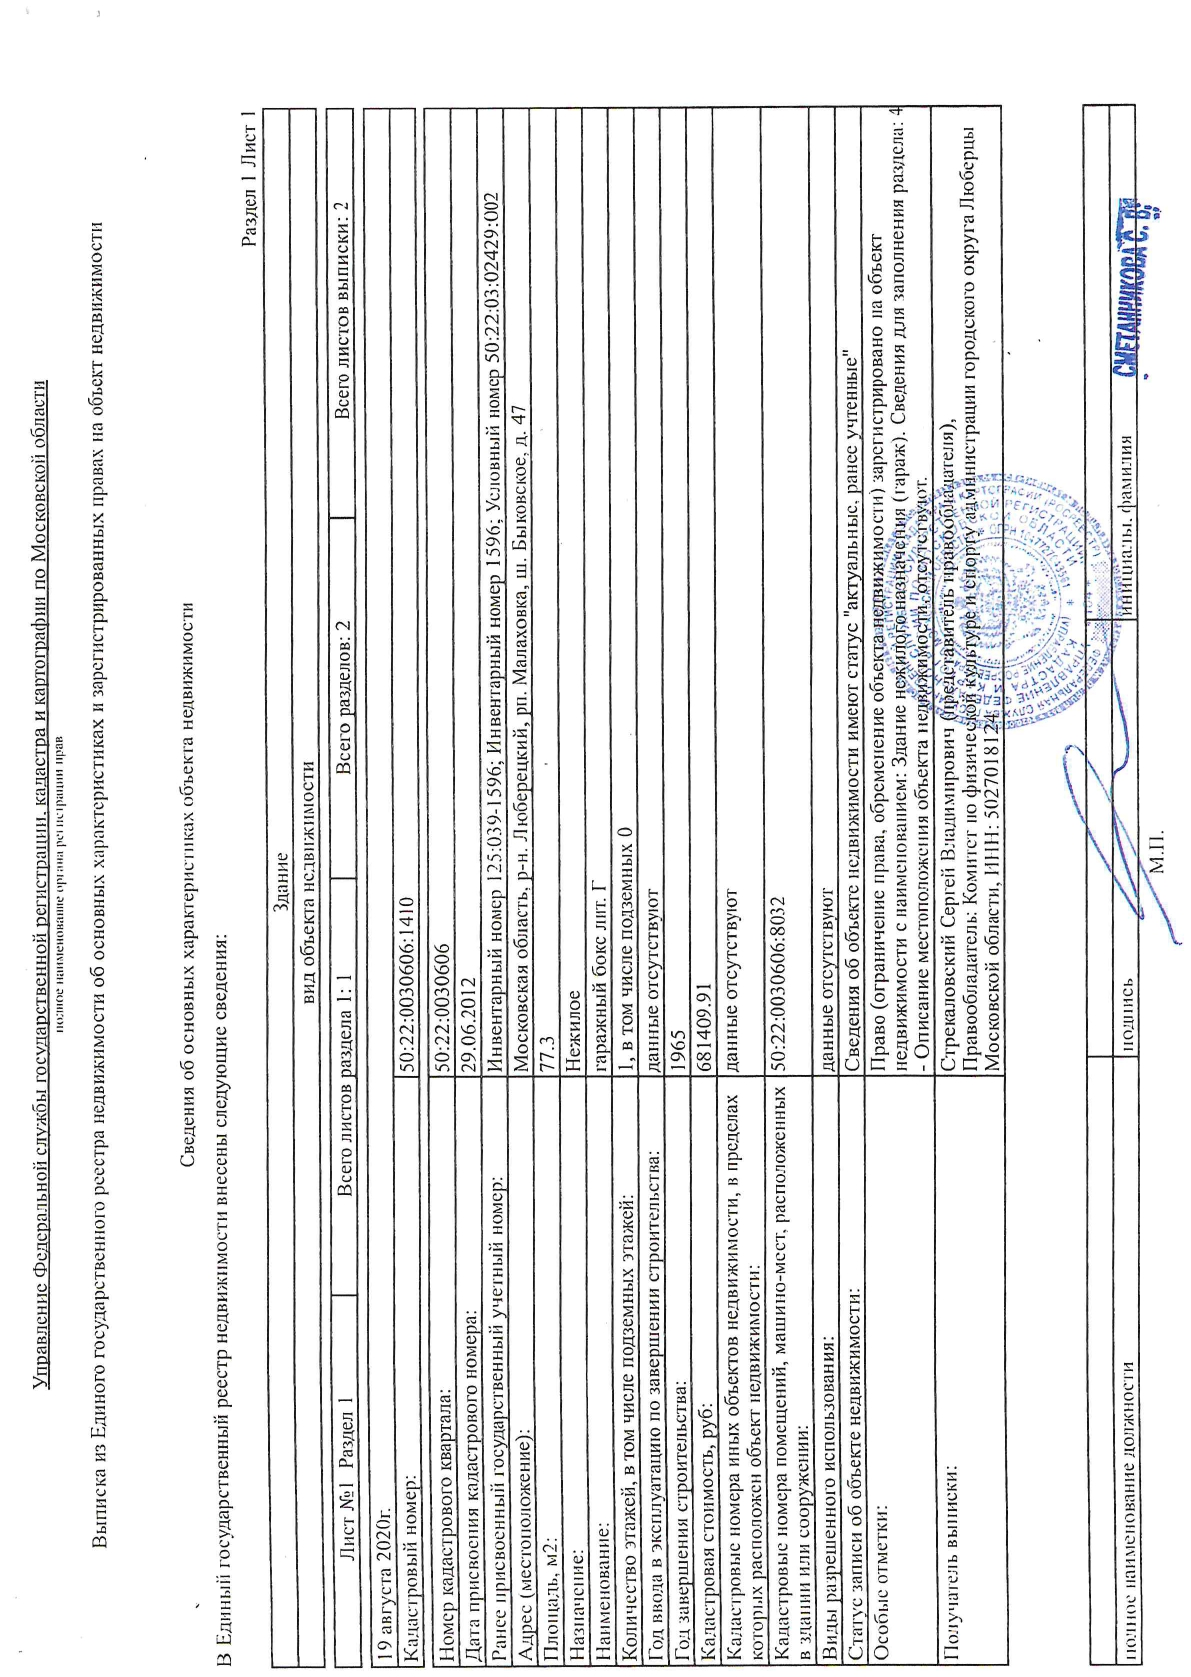 Управление Федеральной службы государственной регистрации, кадастра и картографии по Московской области
полное наименование органа регистрации прав
Выписка из Единого государственного реестра недвижимости об основных характеристиках и зарегистрированных правах на объект недвижимости
Сведения об основных характеристиках объекта недвижимости
В Единый государственный реестр недвижимости внесены следующие сведения:
Раздел 1 Лист 1
Здание
вид объекта недвижимости
Лист №1 Раздел 1 Всего листов раздела 1: 1 Всего разделов: 2 Всего листов выписки: 2
19 августа 2020г.
Кадастровый номер: 50:22:0030606:1410
Номер кадастрового квартала: 50:22:0030606
Дата присвоения кадастрового номера: 29.06.2012
Ранее присвоенный государственный учетный номер: Инвентарный номер 125:039-1596; Инвентарный номер 1596; Условный номер 50:22:03:02429:002
Адрес (местоположение): Московская область, р-н. Люберецкий, рп. Малаховка, ш. Быковское, д. 47
Площадь, м2: 77.3
Назначение: Нежилое
Наименование: гаражный бокс лит. Г
Количество этажей, в том числе подземных этажей: 1, в том числе подземных 0
Год ввода в эксплуатацию по завершении строительства: данные отсутствуют
Год завершения строительства: 1965
Кадастровая стоимость, руб: 681409.91
Кадастровые номера иных объектов недвижимости, в пределах
которых расположен объект недвижимости: данные отсутствуют
Кадастровые номера помещений, машино-мест, расположенных
в здании или сооружении: 50:22:0030606:8032
Виды разрешенного использования: данные отсутствуют
Статус записи об объекте недвижимости: Сведения об объекте недвижимости имеют статус "актуальные, ранее учтенные"
Особые отметки: Право (ограничение права, обременение объекта недвижимости) зарегистрировано на объект
недвижимости с наименованием: Здание нежилого назначения (гараж). Сведения для заполнения раздела: 4
- Описание местоположения объекта недвижимости, отсутствуют.
Получатель выписки: Стрекаловский Сергей Владимирович (представитель правообладателя),
Правообладатель: Комитет по физической культуре и спорту администрации городского округа Люберцы
Московской области, ИНН: 5027018124
СМЕТАННИКОВА С. В.
полное наименование должности подпись инициалы, фамилия
М.П.